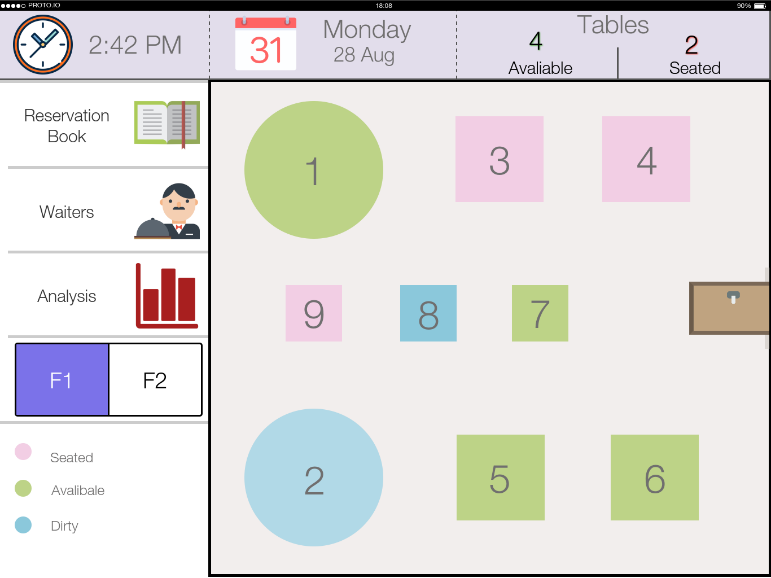 PROTO.IO
18:08
90%
2:42 PM
31
Monday
28 Aug
Tables
4
Avaliable
2
Seated
Reservation
Book
Waiters
Analysis
F1
F2
Seated
Avalibale
Dirty
1
3
4
9
8
7
2
5
6